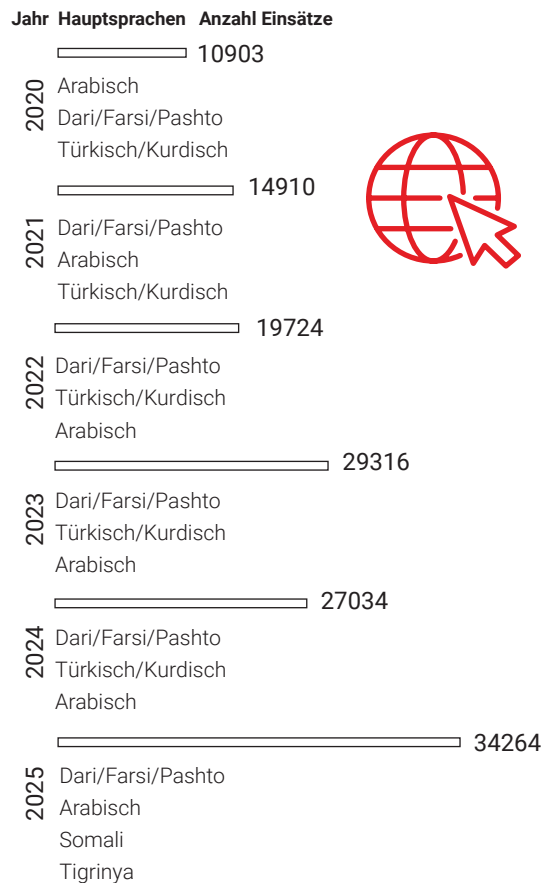 Jahr Hauptsprachen Anzahl Einsätze
10903
2020
Arabisch
Dari/Farsi/Pashto
Türkisch/Kurdisch
14910
2021
Dari/Farsi/Pashto
Arabisch
Türkisch/Kurdisch
19724
2022
Dari/Farsi/Pashto
Türkisch/Kurdisch
Arabisch
29316
2023
Dari/Farsi/Pashto
Türkisch/Kurdisch
Arabisch
27034
2024
Dari/Farsi/Pashto
Türkisch/Kurdisch
Arabisch
34264
2025
Dari/Farsi/Pashto
Arabisch
Somali
Tigrinya